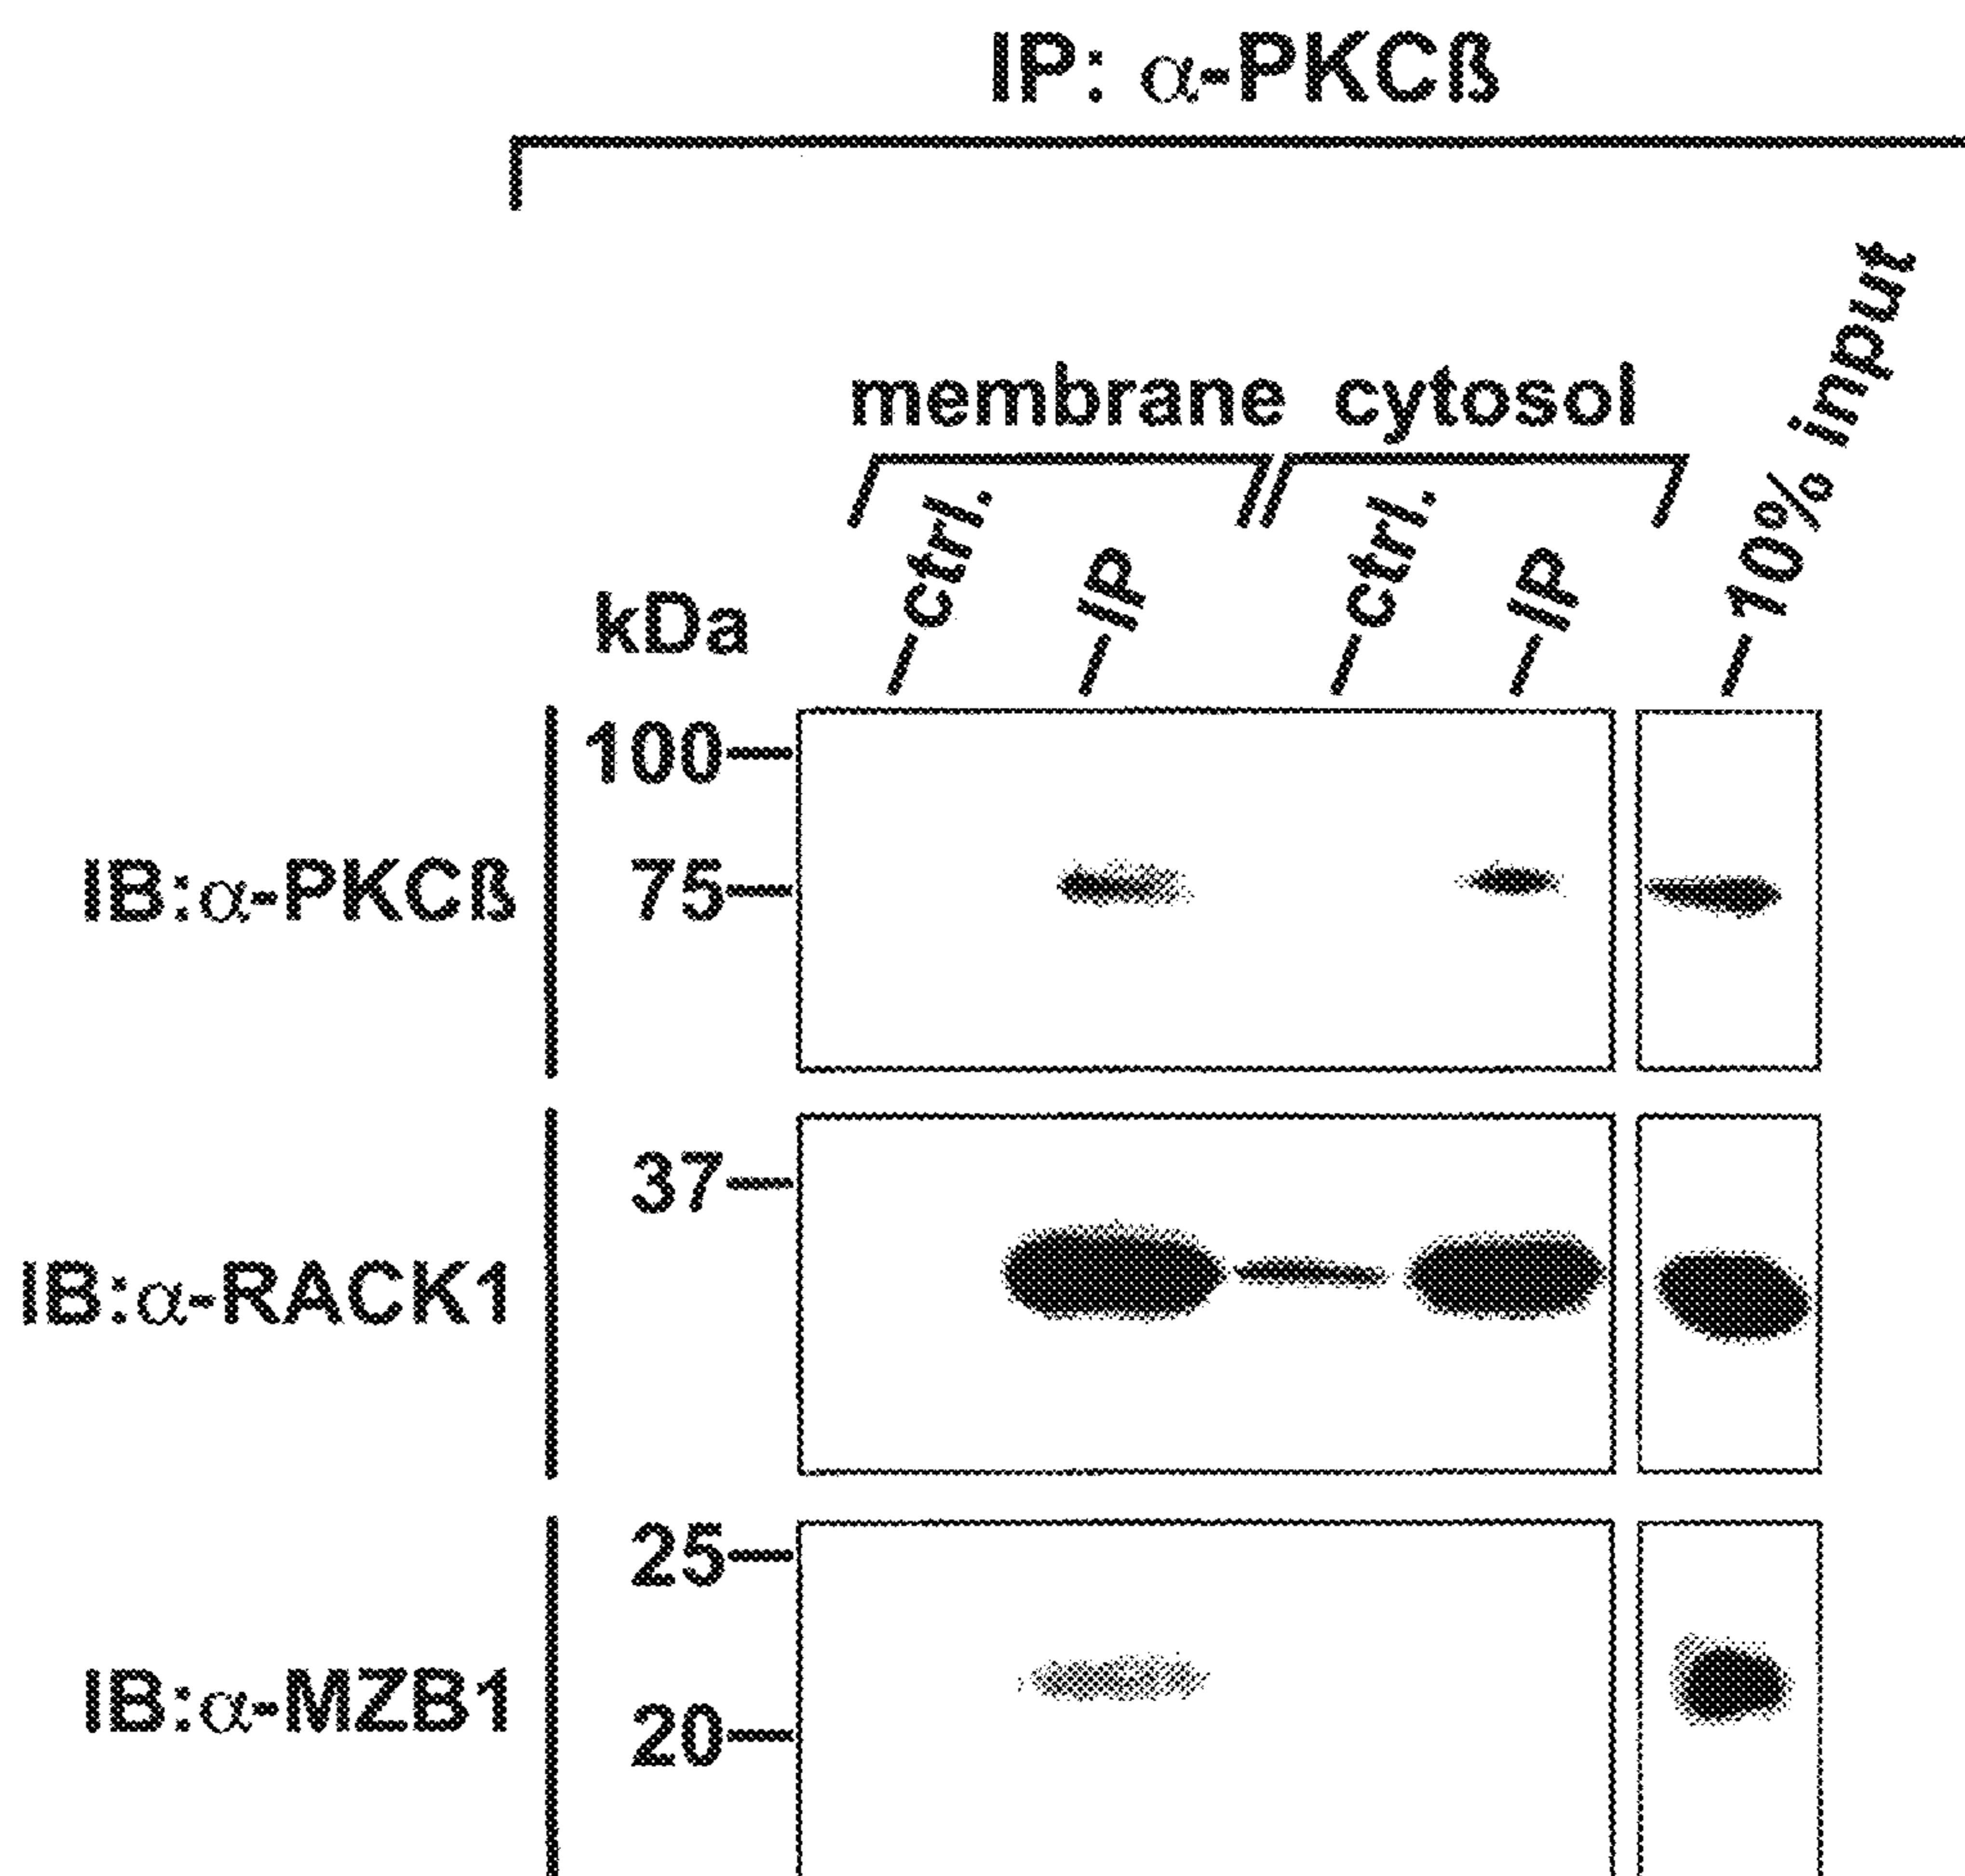 IP: α-PKCß
membrane cytosol
ctrl. IP ctrl. IP 10% input
kDa
100
IB:α-PKCß 75
37
IB:α-RACK1
25
IB:α-MZB1
20